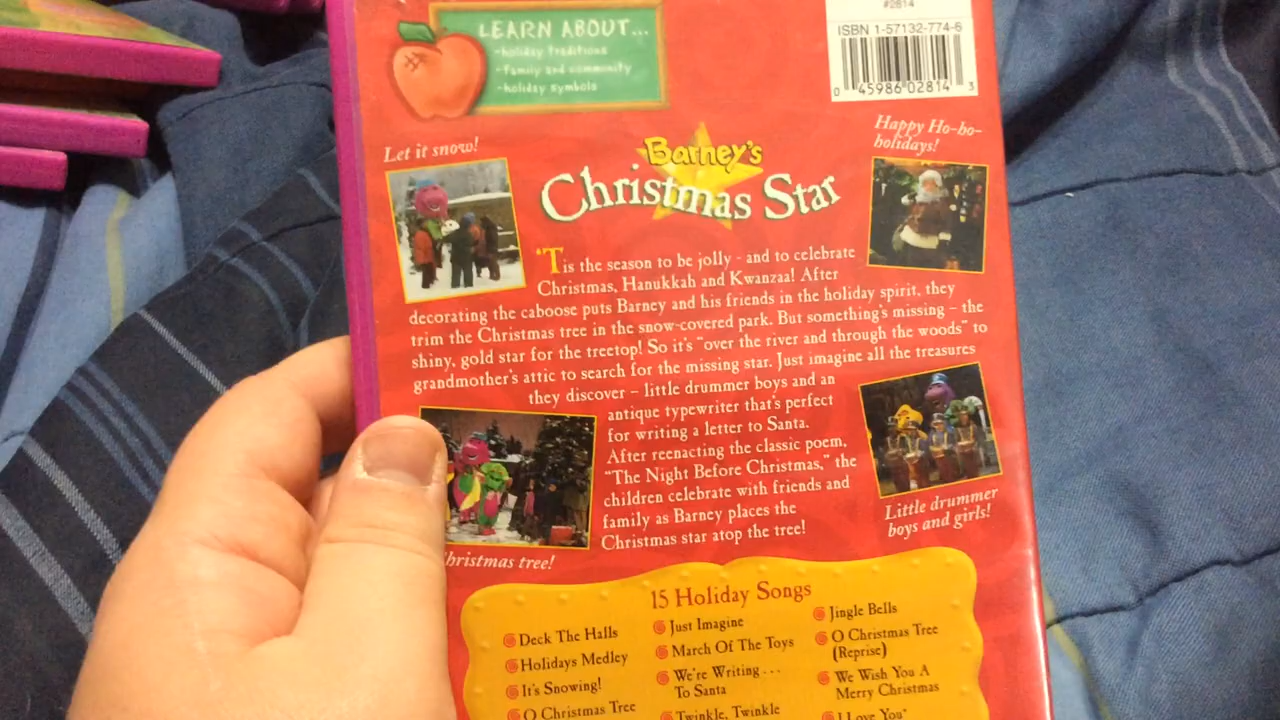 LEARN ABOUT...
-holiday traditions
-family and community
-holiday symbols
#2814
ISBN 1-57132-774-6
0 45986 02814 3
Let it snow!
Happy Ho-ho-
holidays!
Barney's
Christmas Star
'Tis the season to be jolly - and to celebrate
Christmas, Hanukkah and Kwanzaa! After
decorating the caboose puts Barney and his friends in the holiday spirit, they
trim the Christmas tree in the snow-covered park. But something's missing – the
shiny, gold star for the treetop! So it's "over the river and through the woods" to
grandmother's attic to search for the missing star. Just imagine all the treasures
they discover – little drummer boys and an
antique typewriter that's perfect
for writing a letter to Santa.
After reenacting the classic poem,
"The Night Before Christmas," the
children celebrate with friends and
family as Barney places the
Christmas star atop the tree!
Little drummer
boys and girls!
hristmas tree!
15 Holiday Songs
Deck The Halls
Holidays Medley
It's Snowing!
O Christmas Tree
Just Imagine
March Of The Toys
We're Writing . . .
To Santa
Twinkle, Twinkle
Jingle Bells
O Christmas Tree
(Reprise)
We Wish You A
Merry Christmas
I Love You*